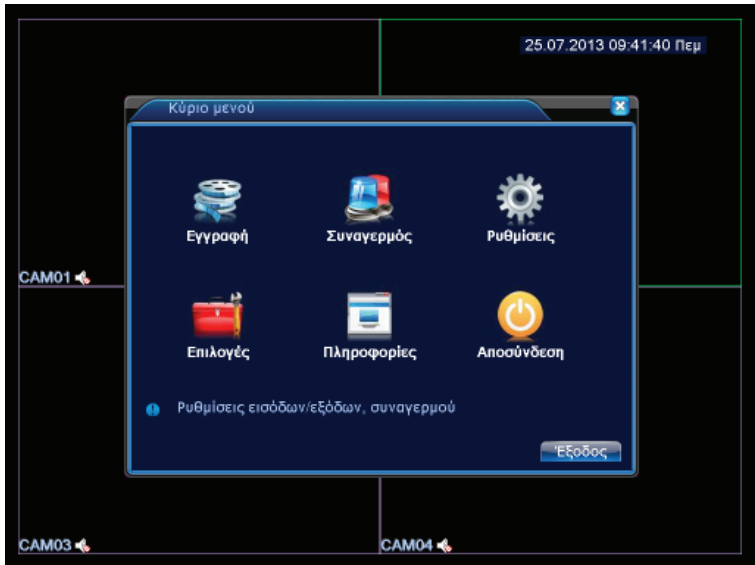 25.07.2013 09:41:40 Πεμ
Κύριο μενού
Εγγραφή Συναγερμός Ρυθμίσεις
CAM01
Επιλογές Πληροφορίες Αποσύνδεση
Ρυθμίσεις εισόδων/εξόδων, συναγερμού
Έξοδος
CAM03 CAM04